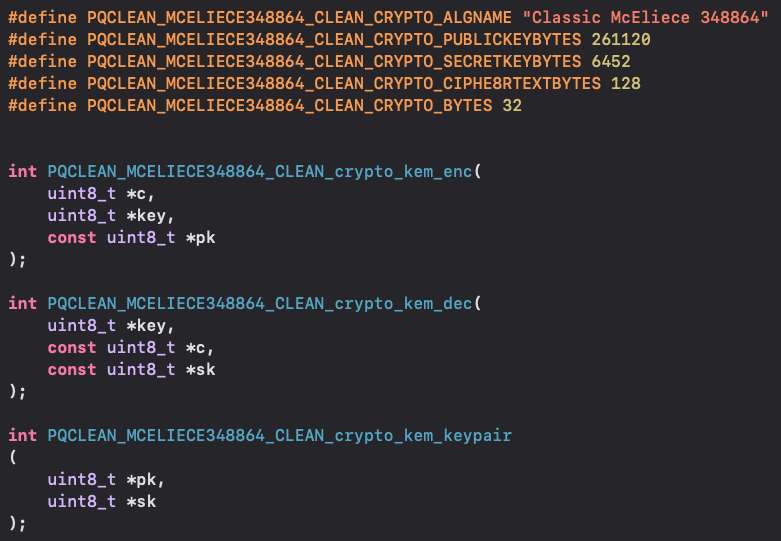 #define PQCLEAN_MCELIECE348864_CLEAN_CRYPTO_ALGNAME "Classic McEliece 348864"
#define PQCLEAN_MCELIECE348864_CLEAN_CRYPTO_PUBLICKEYBYTES 261120
#define PQCLEAN_MCELIECE348864_CLEAN_CRYPTO_SECRETKEYBYTES 6452
#define PQCLEAN_MCELIECE348864_CLEAN_CRYPTO_CIPHE8RTEXTBYTES 128
#define PQCLEAN_MCELIECE348864_CLEAN_CRYPTO_BYTES 32
int PQCLEAN_MCELIECE348864_CLEAN_crypto_kem_enc(
    uint8_t *c,
    uint8_t *key,
    const uint8_t *pk
);
int PQCLEAN_MCELIECE348864_CLEAN_crypto_kem_dec(
    uint8_t *key,
    const uint8_t *c,
    const uint8_t *sk
);
int PQCLEAN_MCELIECE348864_CLEAN_crypto_kem_keypair
(
    uint8_t *pk,
    uint8_t *sk
);